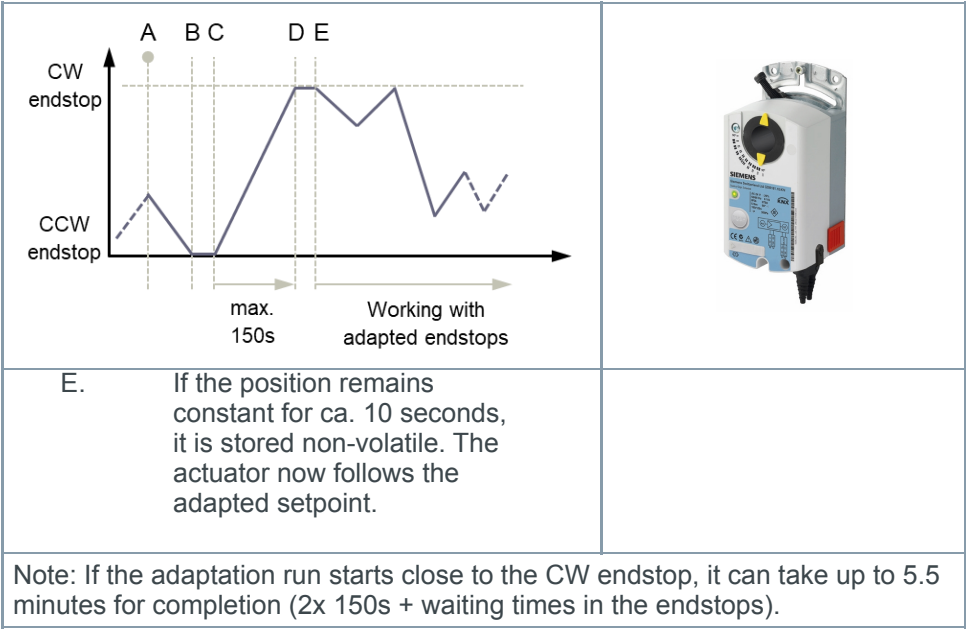 A B C D E
CW
endstop
CCW
endstop
max.
150s
Working with
adapted endstops
SIEMENS
KNX
E. If the position remains
constant for ca. 10 seconds,
it is stored non-volatile. The
actuator now follows the
adapted setpoint.
Note: If the adaptation run starts close to the CW endstop, it can take up to 5.5
minutes for completion (2x 150s + waiting times in the endstops).